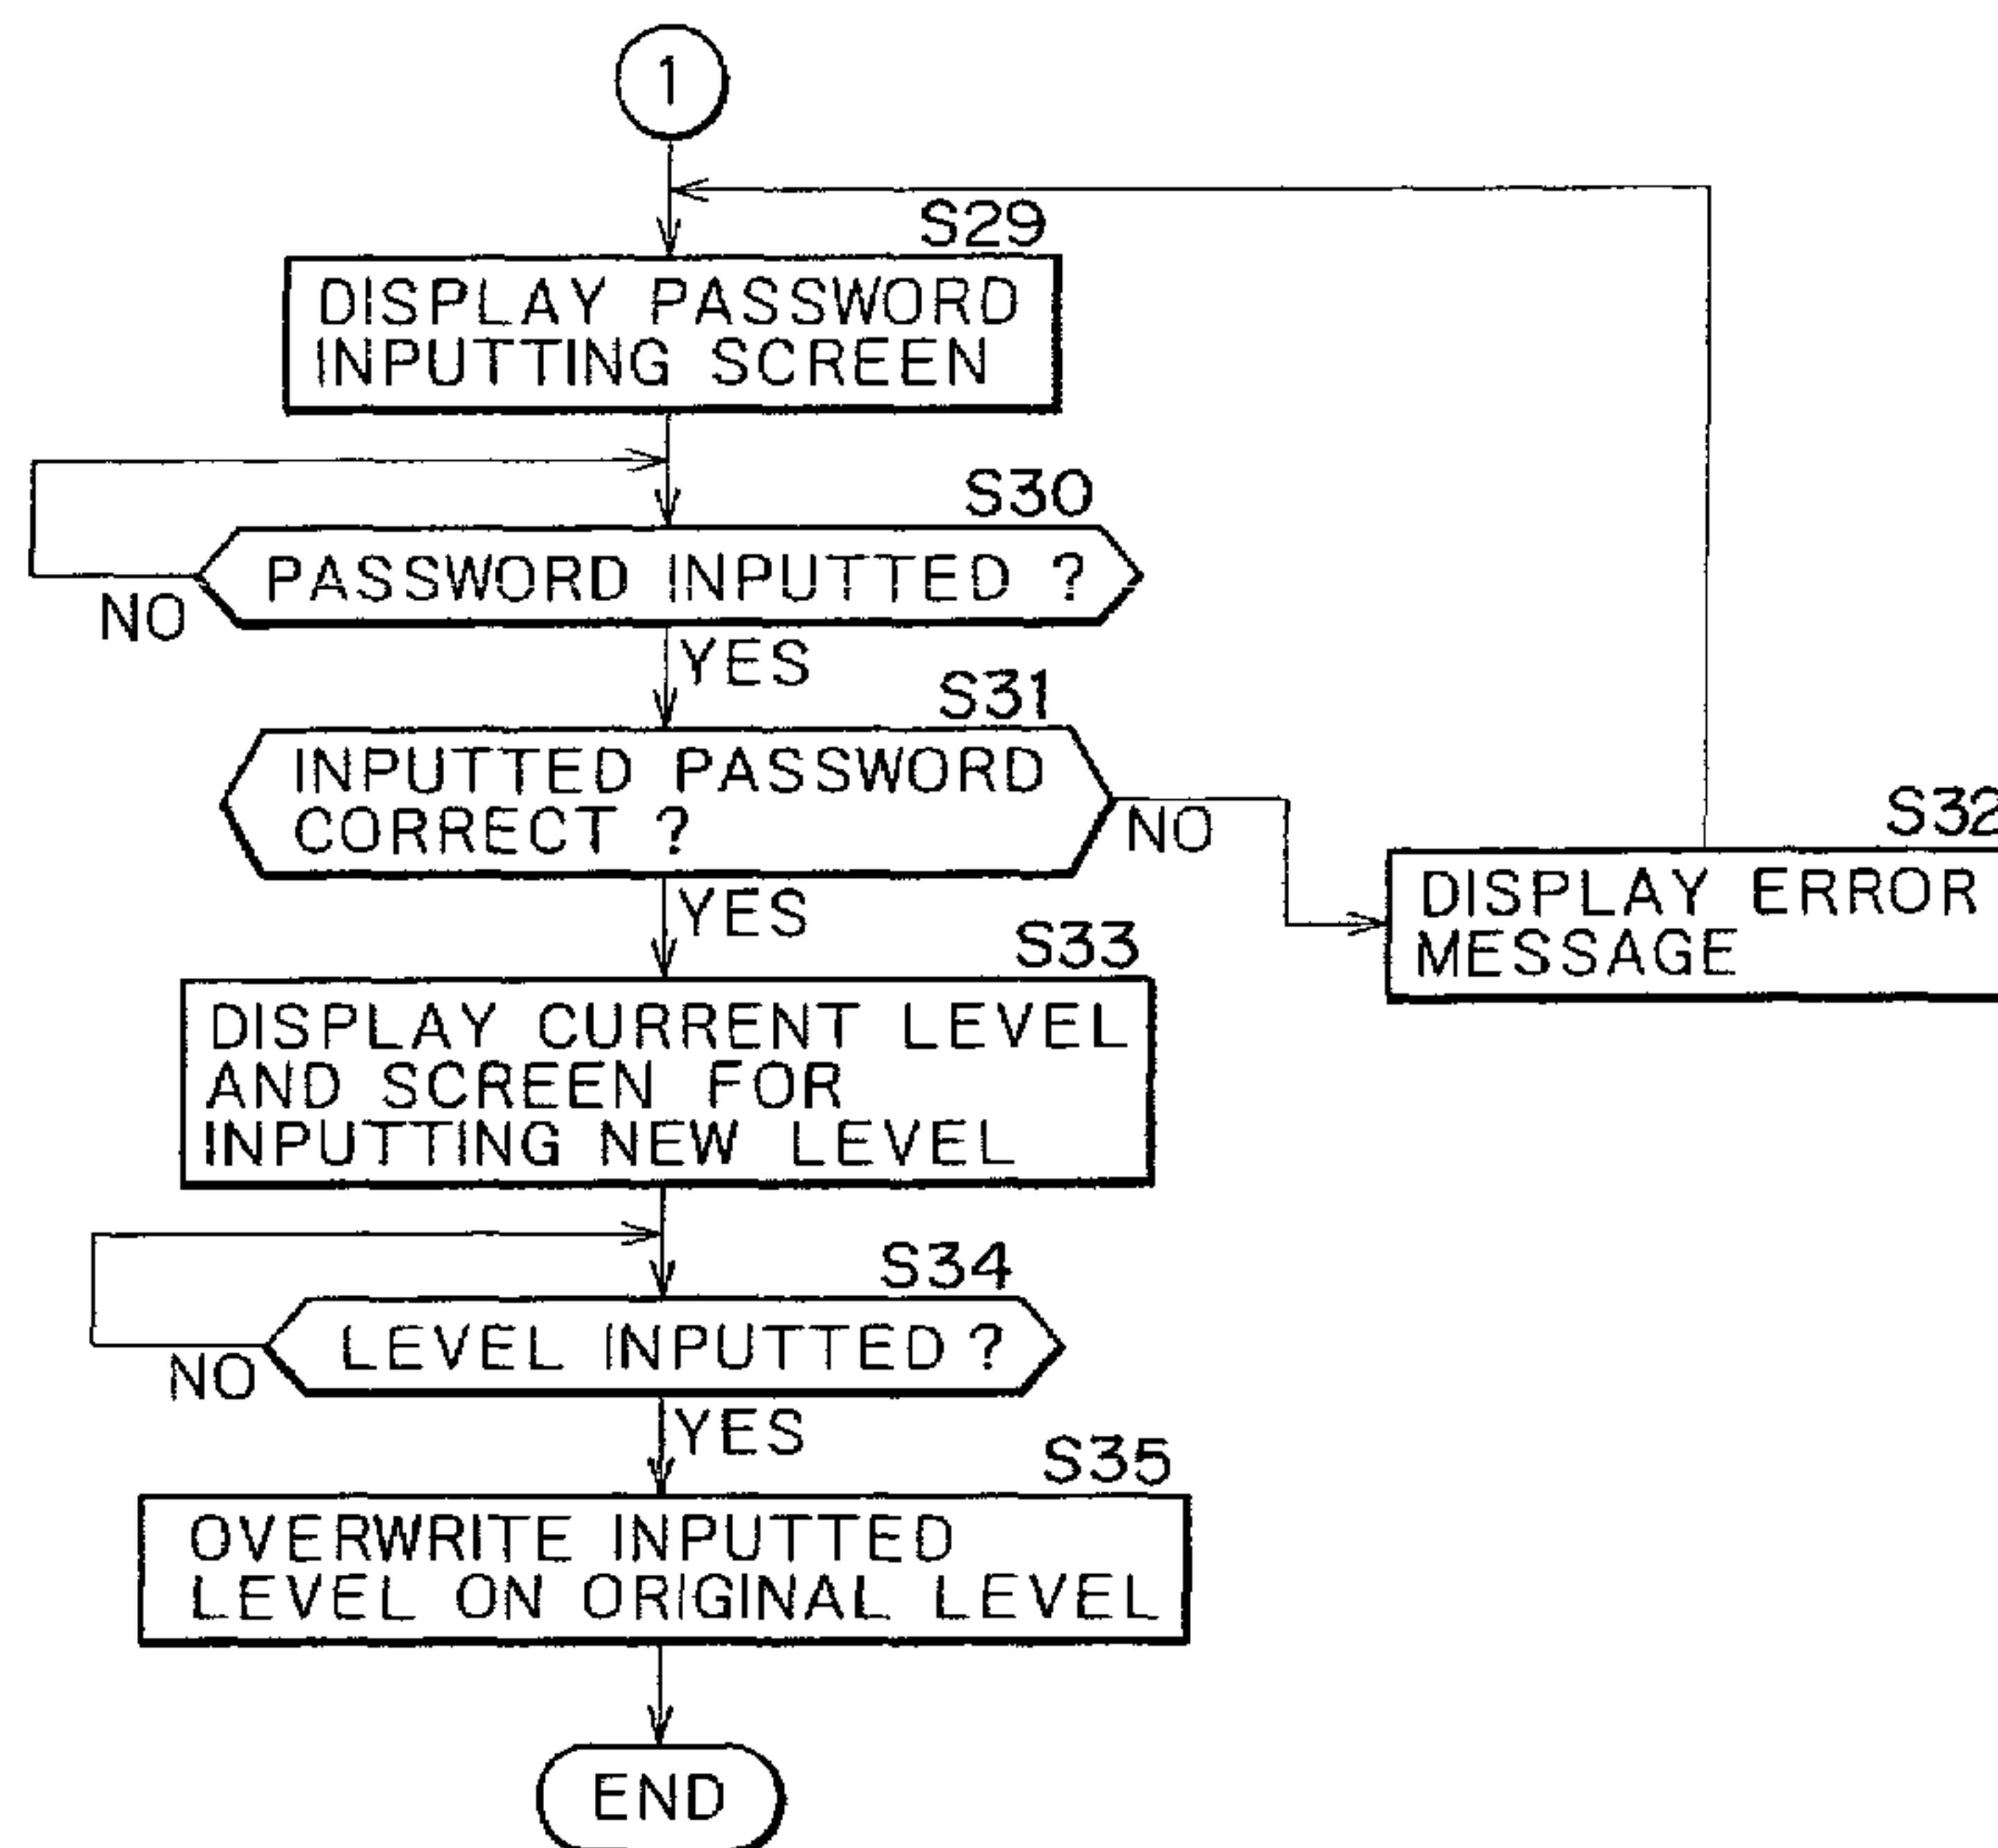 1
S29
DISPLAY PASSWORD
INPUTTING SCREEN
S30
PASSWORD INPUTTED ?
NO
YES
S31
INPUTTED PASSWORD
CORRECT ?
NO
S32
DISPLAY ERROR
MESSAGE
YES
S33
DISPLAY CURRENT LEVEL
AND SCREEN FOR
INPUTTING NEW LEVEL
S34
LEVEL INPUTTED ?
NO
YES
S35
OVERWRITE INPUTTED
LEVEL ON ORIGINAL LEVEL
END